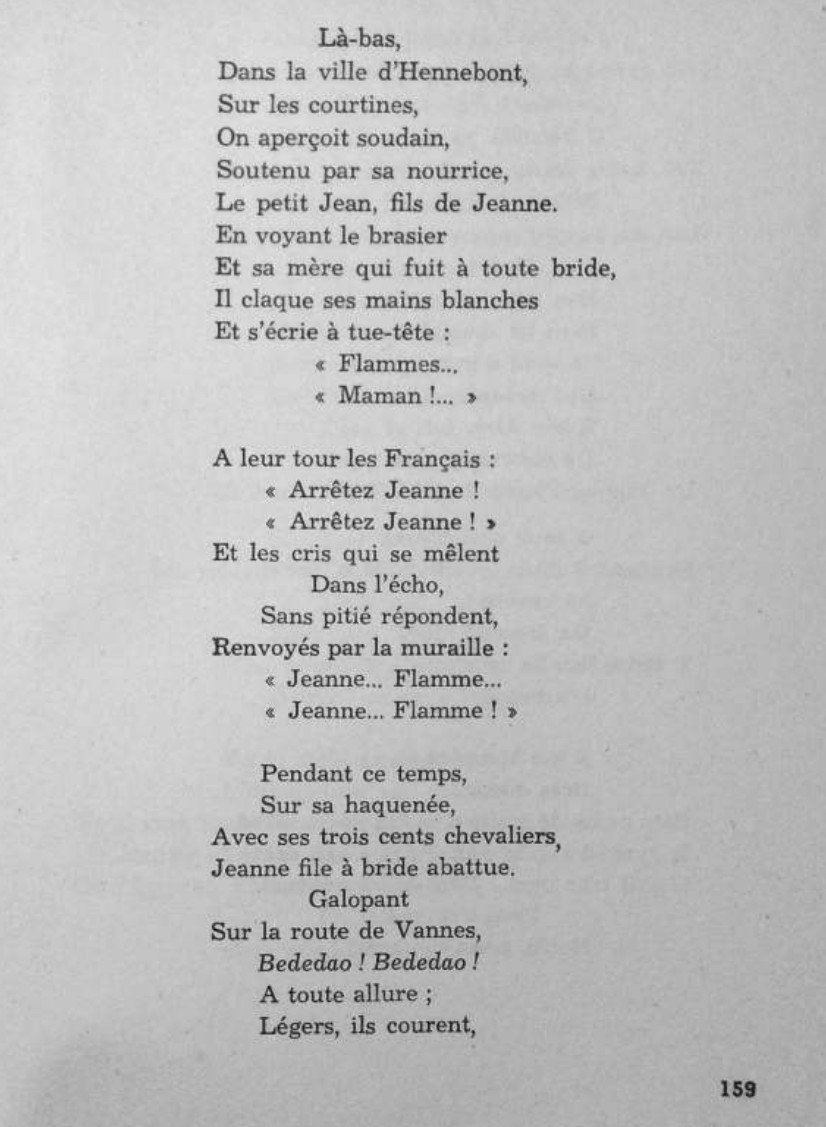 Là-bas,
Dans la ville d'Hennebont,
Sur les courtines,
On aperçoit soudain,
Soutenu par sa nourrice,
Le petit Jean, fils de Jeanne.
En voyant le brasier
Et sa mère qui fuit à toute bride,
Il claque ses mains blanches
Et s'écrie à tue-tête :
« Flammes...
« Maman !... »
A leur tour les Français :
« Arrêtez Jeanne !
« Arrêtez Jeanne ! »
Et les cris qui se mêlent
Dans l'écho,
Sans pitié répondent,
Renvoyés par la muraille :
« Jeanne... Flamme...
« Jeanne... Flamme ! »
Pendant ce temps,
Sur sa haquenée,
Avec ses trois cents chevaliers,
Jeanne file à bride abattue.
Galopant
Sur la route de Vannes,
Bededao ! Bededao !
A toute allure ;
Légers, ils courent,
159